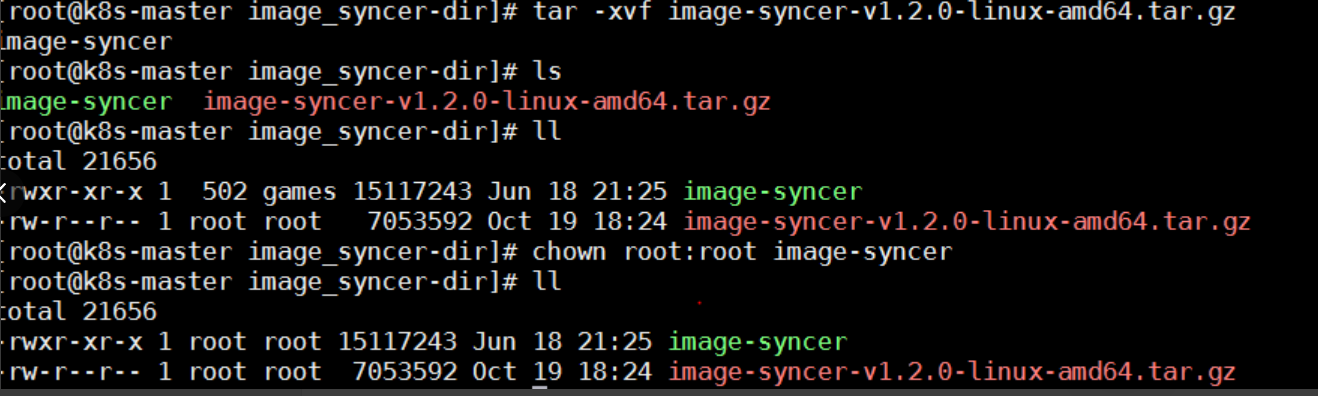 [root@k8s-master image_syncer-dir]# tar -xvf image-syncer-v1.2.0-linux-amd64.tar.gz
image-syncer
[root@k8s-master image_syncer-dir]# ls
image-syncer  image-syncer-v1.2.0-linux-amd64.tar.gz
[root@k8s-master image_syncer-dir]# ll
total 21656
-rwxr-xr-x 1  502 games 15117243 Jun 18 21:25 image-syncer
-rw-r--r-- 1 root root   7053592 Oct 19 18:24 image-syncer-v1.2.0-linux-amd64.tar.gz
[root@k8s-master image_syncer-dir]# chown root:root image-syncer
[root@k8s-master image_syncer-dir]# ll
total 21656
-rwxr-xr-x 1 root root 15117243 Jun 18 21:25 image-syncer
-rw-r--r-- 1 root root  7053592 Oct 19 18:24 image-syncer-v1.2.0-linux-amd64.tar.gz